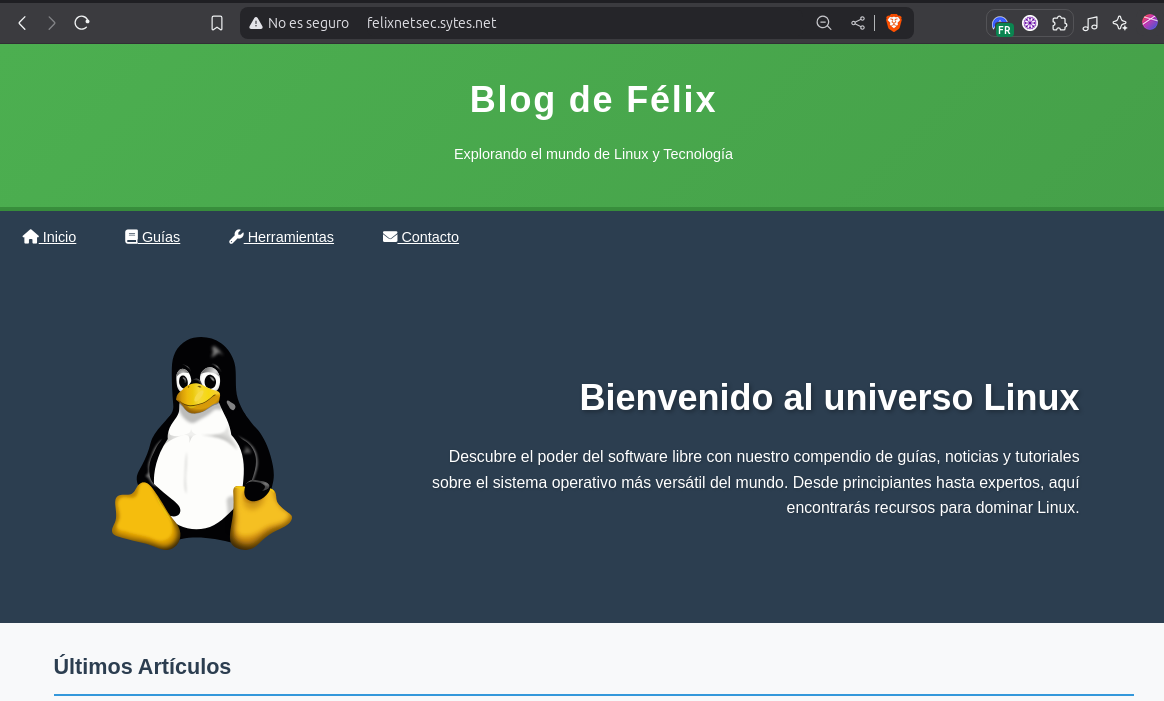 No es seguro felixnetsec.sytes.net
FR
Blog de Félix
Explorando el mundo de Linux y Tecnología
Inicio Guías Herramientas Contacto
Bienvenido al universo Linux
Descubre el poder del software libre con nuestro compendio de guías, noticias y tutoriales
sobre el sistema operativo más versátil del mundo. Desde principiantes hasta expertos, aquí
encontrarás recursos para dominar Linux.
Últimos Artículos